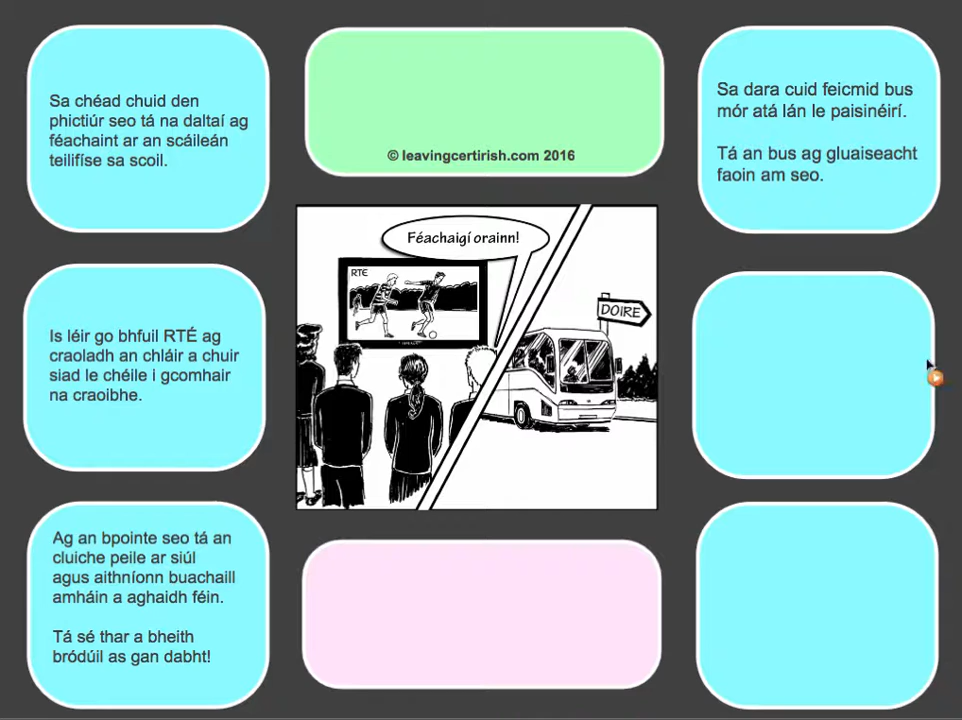 Sa chéad chuid den
phictiúr seo tá na daltaí ag
féachaint ar an scáileán
teilifíse sa scoil.
© leavingcertirish.com 2016
Sa dara cuid feicmid bus
mór atá lán le paisinéirí.
Tá an bus ag gluaiseacht
faoin am seo.
Is léir go bhfuil RTÉ ag
craoladh an chláir a chuir
siad le chéile i gcomhair
na craoibhe.
Féachaigí orainn!
RTE
DOIRE
Ag an bpointe seo tá an
cluiche peile ar siúl
agus aithníonn buachaill
amháin a aghaidh féin.
Tá sé thar a bheith
bródúil as gan dabht!